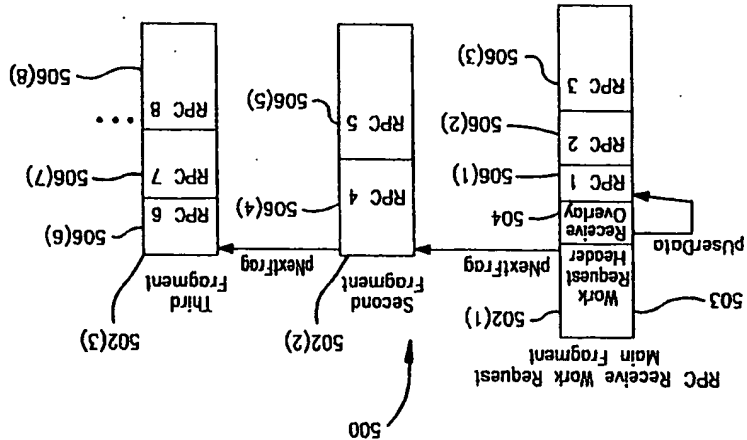 500
RPC Receive Work Request
Main Fragment
502(1)
503
Work
Request
Header
pUserData
Receive
Overlay
504
RPC 1
506(1)
RPC 2
506(2)
RPC 3
506(3)
pNextFrag
502(2)
Second
Fragment
RPC 4
506(4)
RPC 5
506(5)
pNextFrag
502(3)
Third
Fragment
RPC 6
506(6)
RPC 7
506(7)
RPC 8
506(8)
...